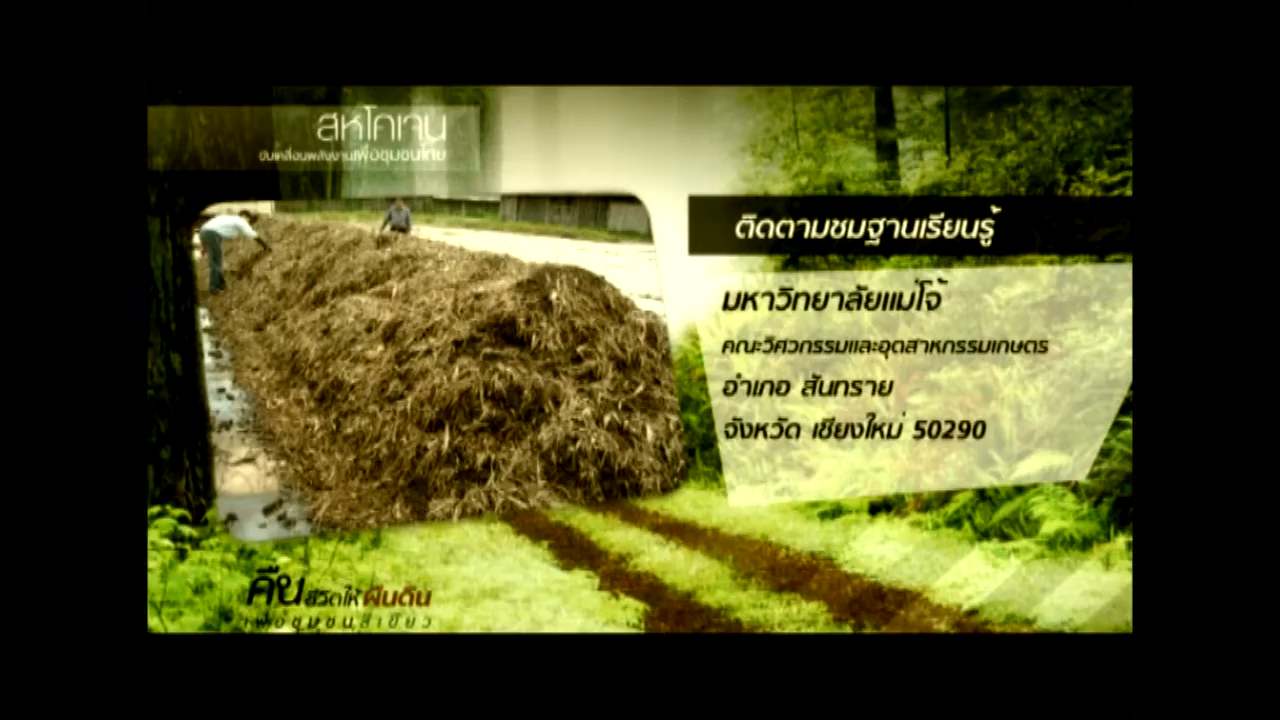 สหโคเจน
ขับเคลื่อนพลังงานเพื่อชุมชนไทย
ติดตามชมฐานเรียนรู้
มหาวิทยาลัยแม่โจ้
คณะวิศวกรรมและอุตสาหกรรมเกษตร
อำเภอ สันทราย
จังหวัด เชียงใหม่ 50290
คืนชีวิตให้ผืนดิน
เพื่อชุมชนสีเขียว